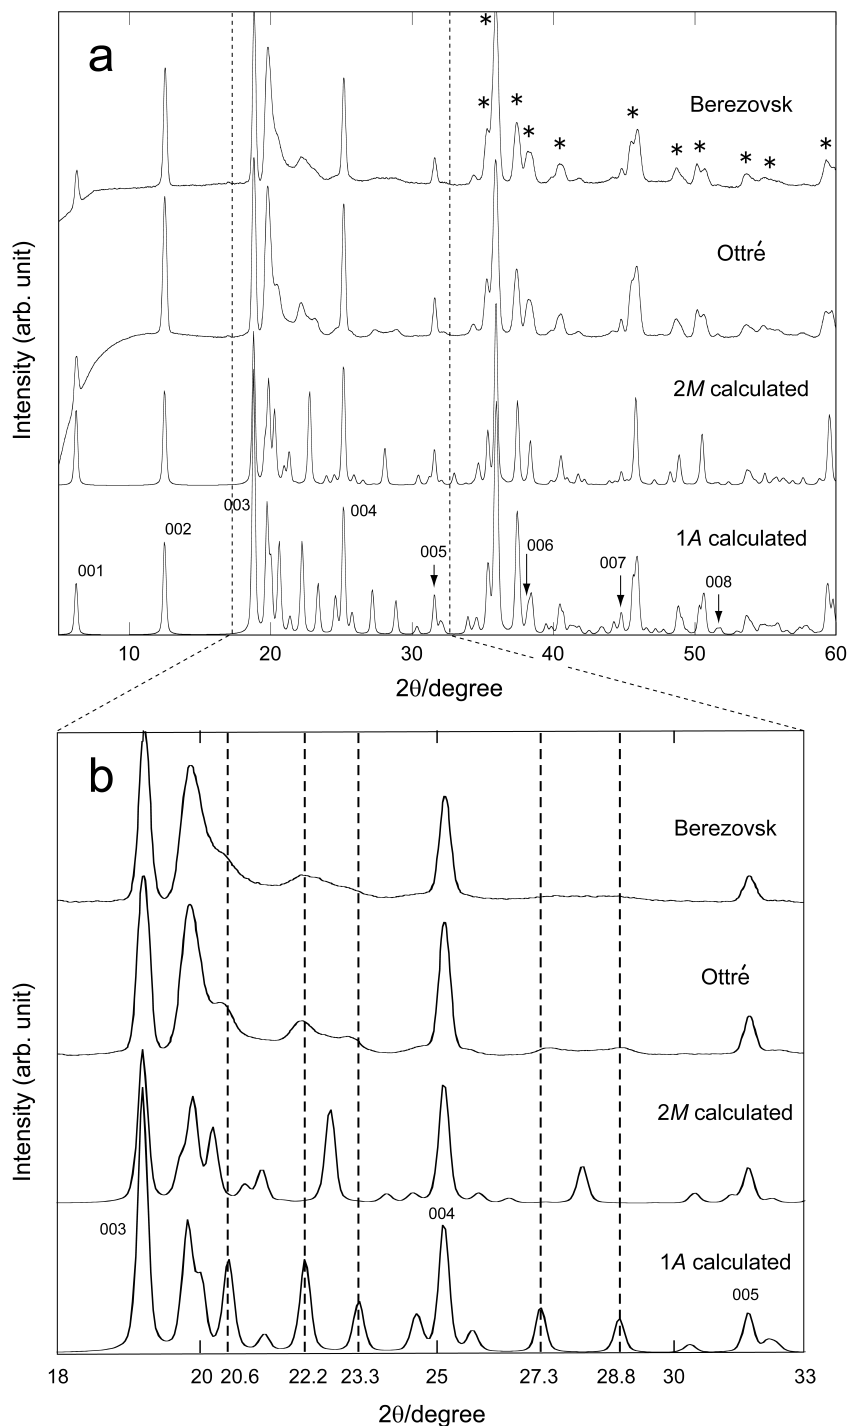 a
*
* * * * * * * * * *
Berezovsk
Ottré
2M calculated
1A calculated
001
002
003
004
005
006
007
008
Intensity (arb. unit)
10 20 30 40 50 60
2θ/degree
b
Berezovsk
Ottré
2M calculated
1A calculated
003
004
005
Intensity (arb. unit)
18 20 20.6 22.2 23.3 25 27.3 28.8 30 33
2θ/degree